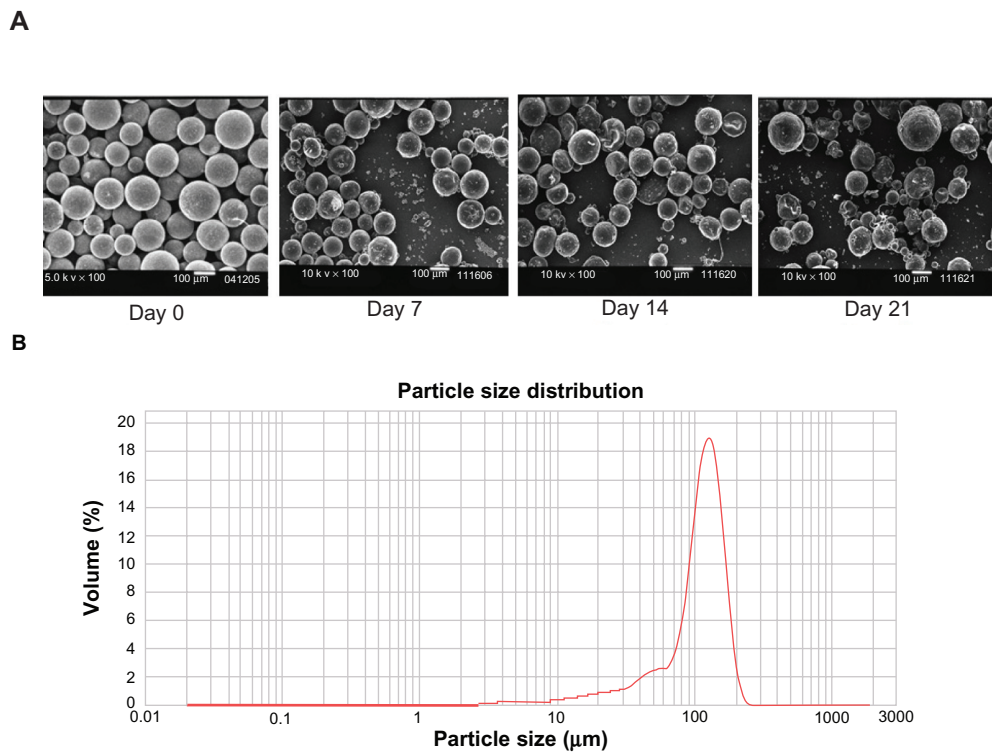 A
5.0 kv × 100 100 μm 041205
10 kv × 100 100 μm 111606
10 kv × 100 100 μm 111620
10 kv × 100 100 μm 111621
Day 0
Day 7
Day 14
Day 21
B
Particle size distribution
Volume (%)
20
18
16
14
12
10
8
6
4
2
0
0.01 0.1 1 10 100 1000 3000
Particle size (μm)